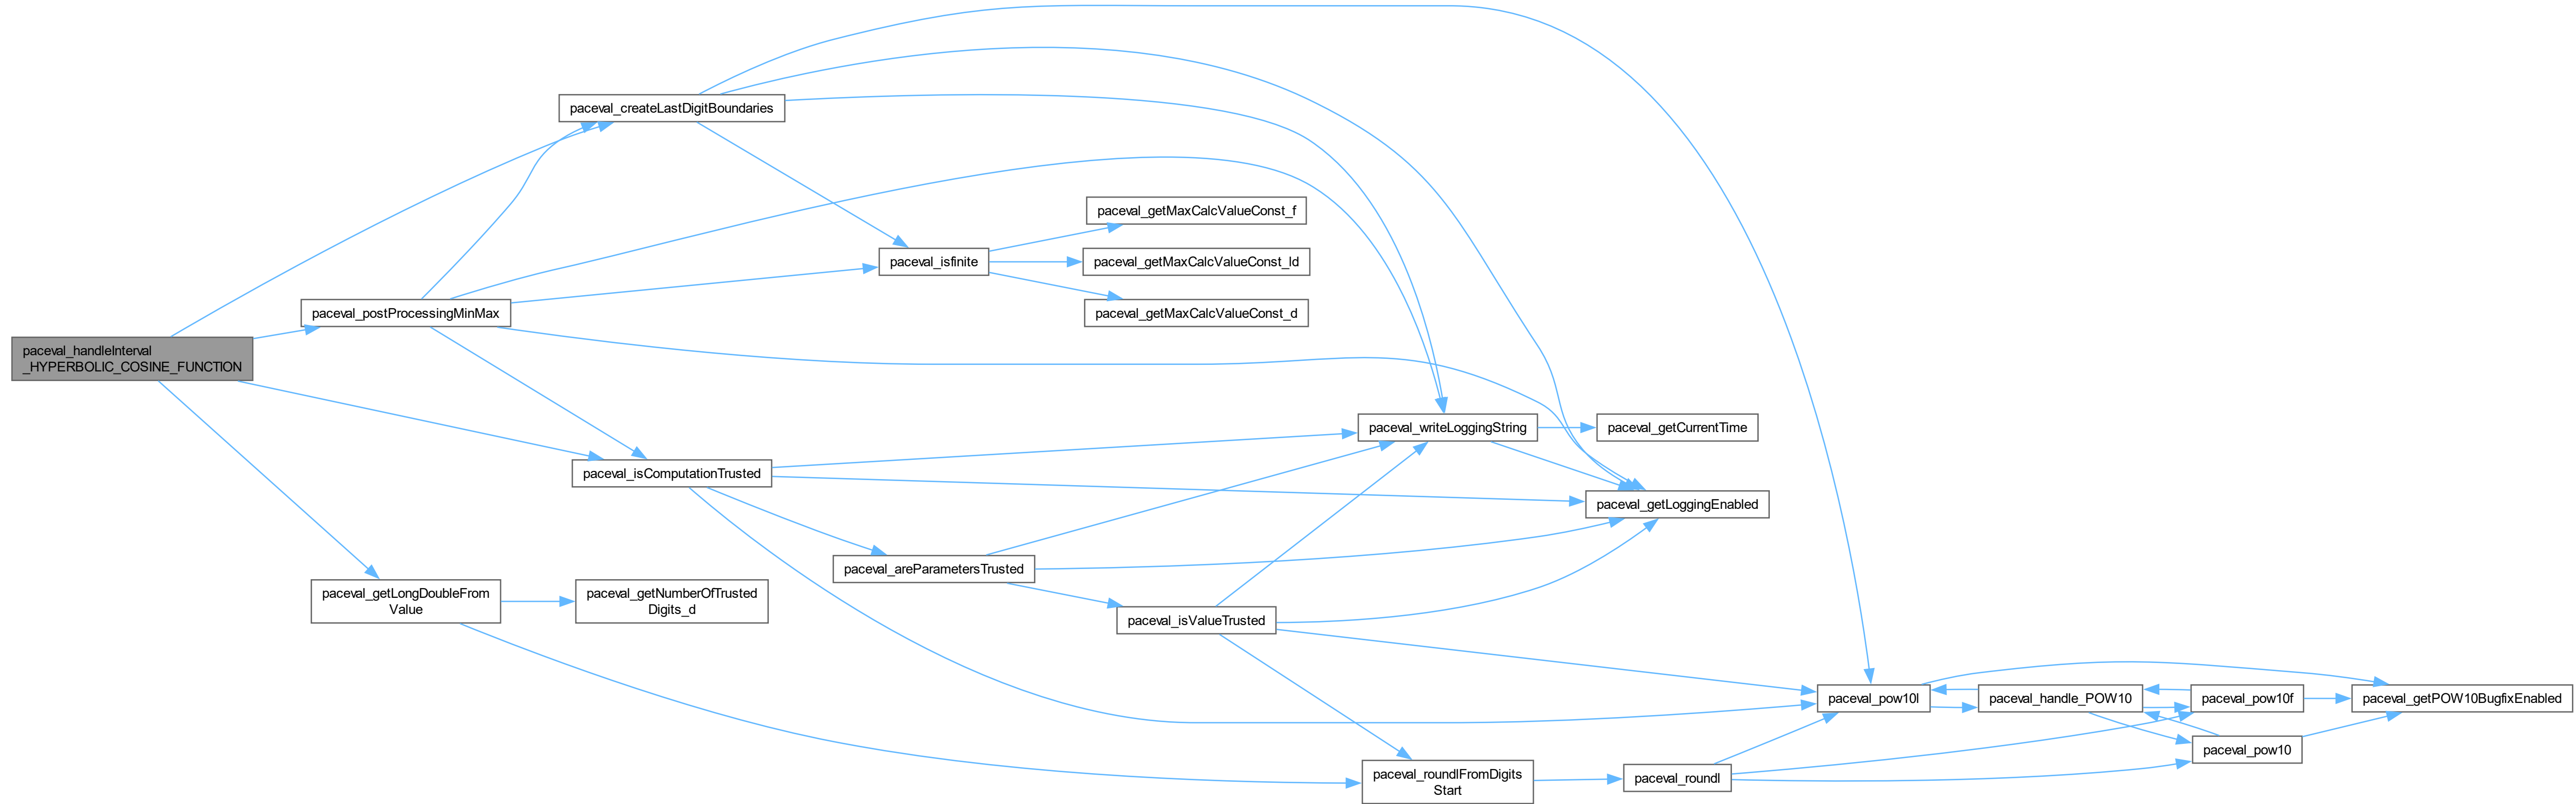 paceval_createLastDigitBoundaries
paceval_getMaxCalcValueConst_f
paceval_isfinite
paceval_getMaxCalcValueConst_ld
paceval_postProcessingMinMax
paceval_getMaxCalcValueConst_d
paceval_handleInterval
_HYPERBOLIC_COSINE_FUNCTION
paceval_writeLoggingString
paceval_getCurrentTime
paceval_isComputationTrusted
paceval_getLoggingEnabled
paceval_areParametersTrusted
paceval_getLongDoubleFrom
Value
paceval_getNumberOfTrusted
Digits_d
paceval_isValueTrusted
paceval_pow10l
paceval_handle_POW10
paceval_pow10f
paceval_getPOW10BugfixEnabled
paceval_pow10
paceval_roundlFromDigits
Start
paceval_roundl